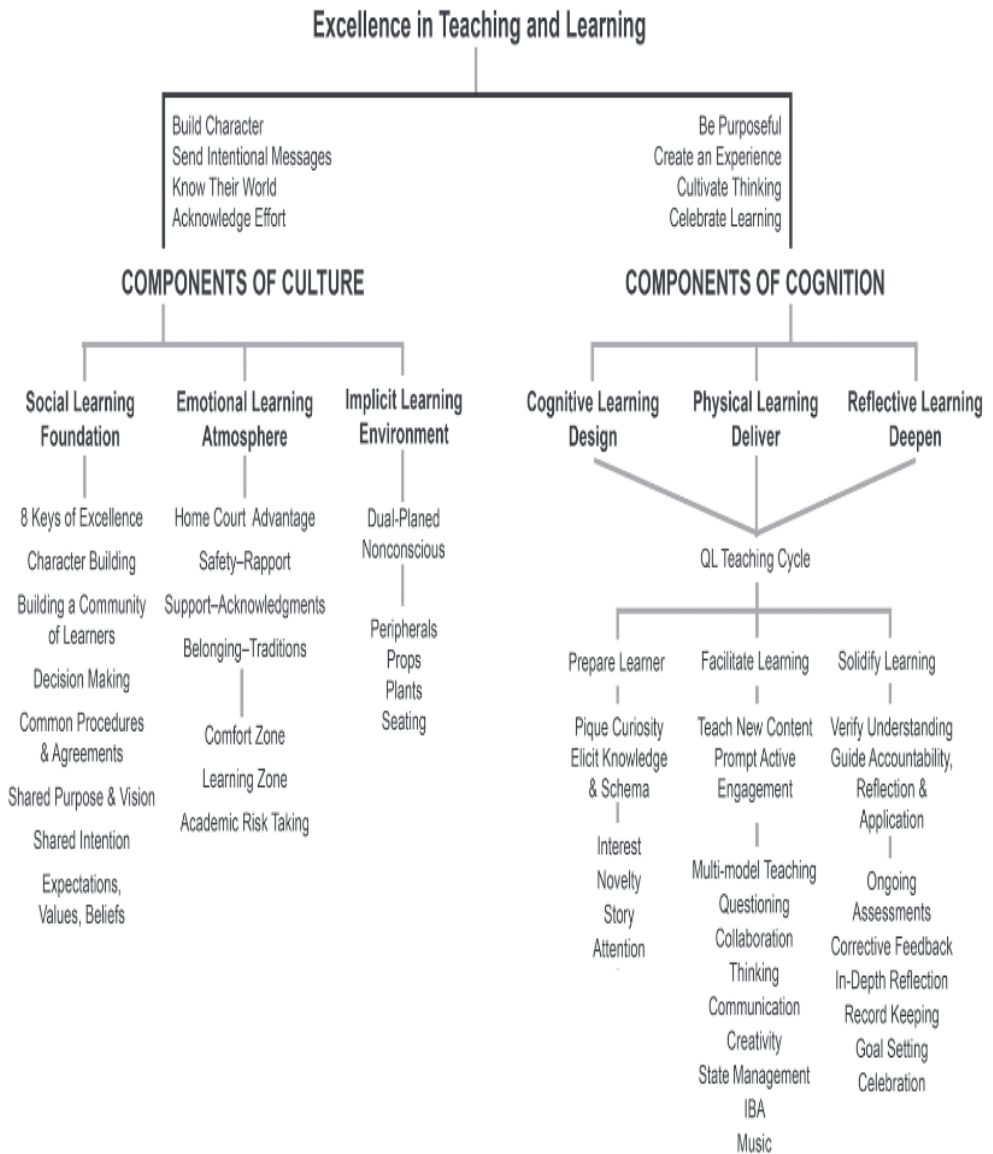 Excellence in Teaching and Learning
Build Character
Send Intentional Messages
Know Their World
Acknowledge Effort
Be Purposeful
Create an Experience
Cultivate Thinking
Celebrate Learning
COMPONENTS OF CULTURE
COMPONENTS OF COGNITION
Social Learning
Foundation
8 Keys of Excellence
Character Building
Building a Community
of Learners
Decision Making
Common Procedures
& Agreements
Shared Purpose & Vision
Shared Intention
Expectations,
Values, Beliefs
Emotional Learning
Atmosphere
Home Court Advantage
Safety–Rapport
Support–Acknowledgments
Belonging–Traditions
Comfort Zone
Learning Zone
Academic Risk Taking
Implicit Learning
Environment
Dual-Planed
Nonconscious
Peripherals
Props
Plants
Seating
Cognitive Learning
Design
Physical Learning
Deliver
Reflective Learning
Deepen
QL Teaching Cycle
Prepare Learner
Pique Curiosity
Elicit Knowledge
& Schema
Interest
Novelty
Story
Attention
Facilitate Learning
Teach New Content
Prompt Active
Engagement
Multi-model Teaching
Questioning
Collaboration
Thinking
Communication
Creativity
State Management
IBA
Music
Solidify Learning
Verify Understanding
Guide Accountability,
Reflection &
Application
Ongoing
Assessments
Corrective Feedback
In-Depth Reflection
Record Keeping
Goal Setting
Celebration